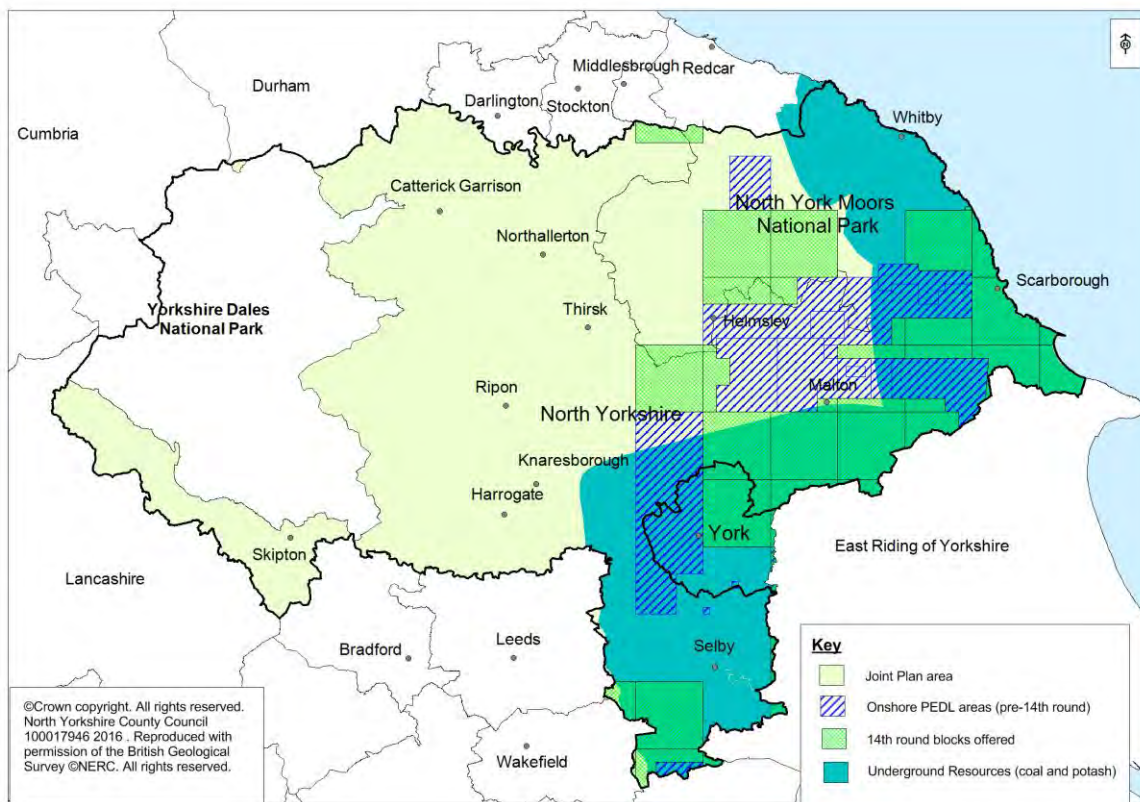 Middlesbrough
Redcar
Durham
Darlington
Stockton
Cumbria
Whitby
Catterick Garrison
North York Moors
National Park
Northallerton
Scarborough
Yorkshire Dales
National Park
Thirsk
Helmsley
Ripon
Malton
North Yorkshire
Knaresborough
Harrogate
York
Skipton
East Riding of Yorkshire
Lancashire
Bradford
Leeds
Selby
Wakefield
Key
Joint Plan area
Onshore PEDL areas (pre-14th round)
14th round blocks offered
Underground Resources (coal and potash)
©Crown copyright. All rights reserved.
North Yorkshire County Council
100017946 2016 . Reproduced with
permission of the British Geological
Survey ©NERC. All rights reserved.